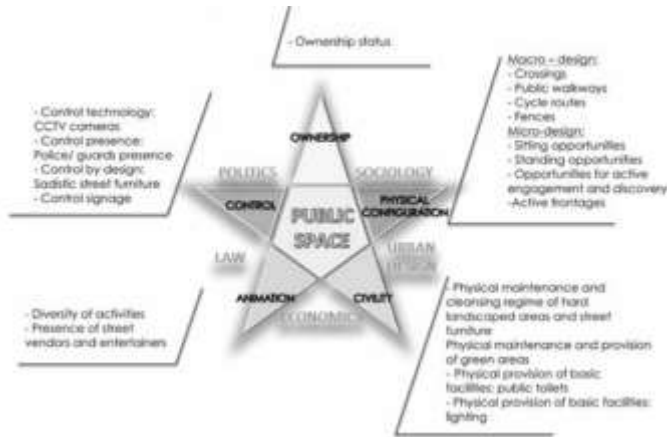 - Ownership status
Macro – design:
- Crossings
- Public walkways
- Cycle routes
- Fences
Micro-design:
- Sitting opportunities
- Standing opportunities
- Opportunities for active
engagement and discovery
-Active frontages
- Control technology:
CCTV cameras
- Control presence:
Police/ guards presence
- Control by design:
Sadistic street furniture
- Control signage
OWNERSHIP
POLITICS
SOCIOLOGY
CONTROL
PHYSICAL
CONFIGURATION
PUBLIC
SPACE
LAW
URBAN
DESIGN
ANIMATION
CIVILITY
ECONOMICS
- Diversity of activities
- Presence of street
vendors and entertainers
- Physical maintenance and
cleansing regime of hard
landscaped areas and street
furniture
Physical maintenance and provision
of green areas
- Physical provision of basic
facilities: public toilets
- Physical provision of basic facilities:
lighting